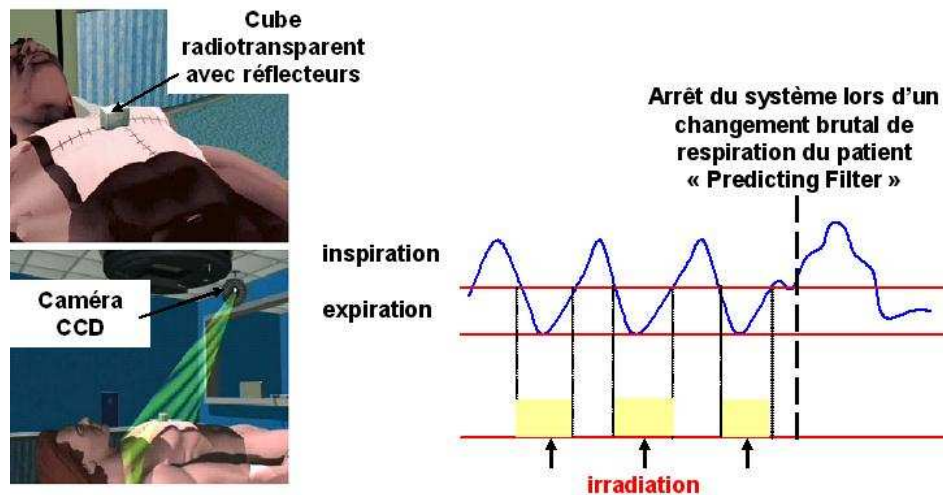 Cube
radiotransparent
avec réflecteurs
Caméra
CCD
Arrêt du système lors d'un
changement brutal de
respiration du patient
« Predicting Filter »
inspiration
expiration
irradiation